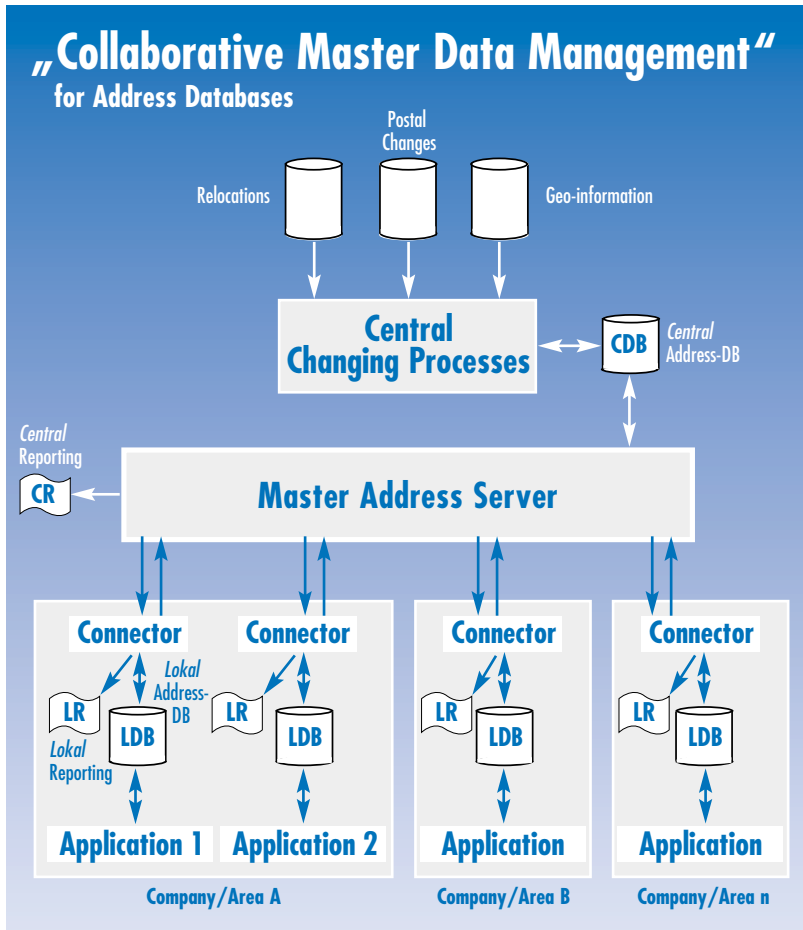 „Collaborative Master Data Management“
for Address Databases
Postal
Changes
Relocations
Geo-information
Central
Changing Processes
CDB
Central
Address-DB
Central
Reporting
CR
Master Address Server
Connector
Connector
Connector
Connector
Lokal
Address-
DB
LR
LDB
Lokal
Reporting
LR
LDB
LR
LDB
LR
LDB
Application 1
Application 2
Application
Application
Company/Area A
Company/Area B
Company/Area n